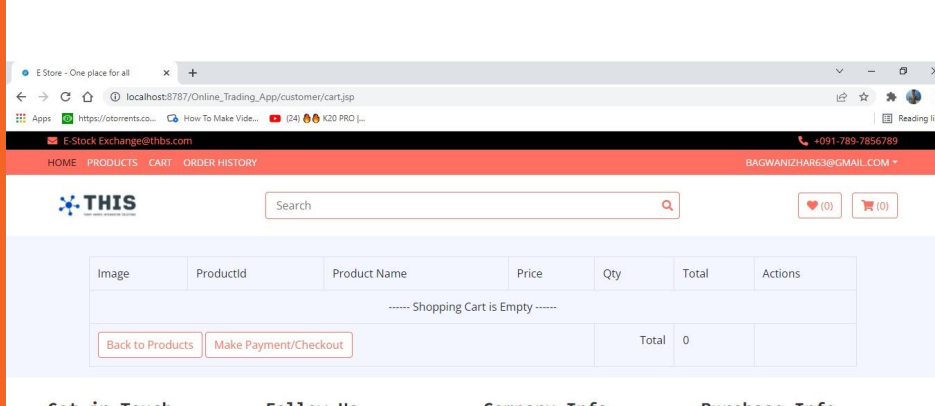 E Store - One place for all
localhost:8787/Online_Trading_App/customer/cart.jsp
Apps https://otorrents.co... How To Make Vide... (24) 🔥🔥 K20 PRO |... Reading li
E-Stock Exchange@thbs.com +091-789-7856789
HOME PRODUCTS CART ORDER HISTORY BAGWANIZHAR63@GMAIL.COM
THIS
Search
(0) (0)
Image ProductId Product Name Price Qty Total Actions
------ Shopping Cart is Empty ------
Back to Products Make Payment/Checkout Total 0
Get in Touch Follow Us Company Info Purchase Info